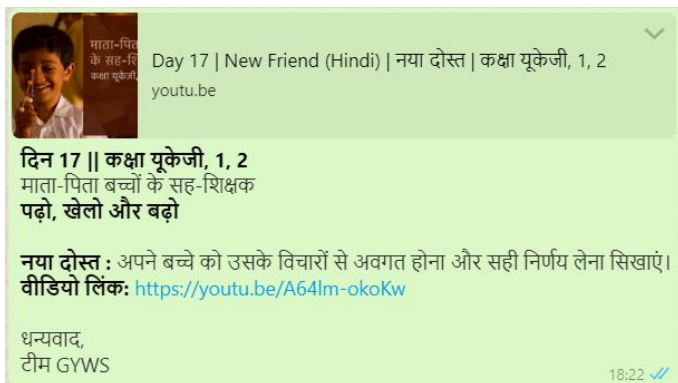 माता-पित
के सह-शि
कक्षा यूकेजी,
Day 17 | New Friend (Hindi) | नया दोस्त | कक्षा यूकेजी, 1, 2
youtu.be
दिन 17 || कक्षा यूकेजी, 1, 2
माता-पिता बच्चों के सह-शिक्षक
पढ़ो, खेलो और बढ़ो
नया दोस्त : अपने बच्चे को उसके विचारों से अवगत होना और सही निर्णय लेना सिखाएं।
वीडियो लिंक: https://youtu.be/A64lm-okoKw
धन्यवाद,
टीम GYWS
18:22